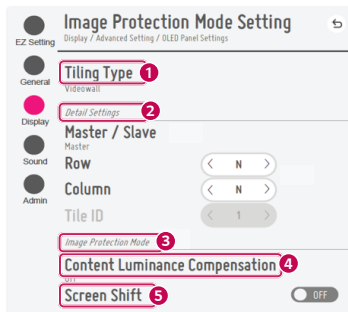 Image Protection Mode Setting
Display / Advanced Setting / OLED Panel Settings
EZ Setting
General
Display
Sound
Admin
Tiling Type 1
Videowall
Detail Settings 2
Master / Slave
Master
Row < N >
Column < N >
Tile ID < 1 >
Image Protection Mode 3
Content Luminance Compensation 4
Off
Screen Shift 5 OFF